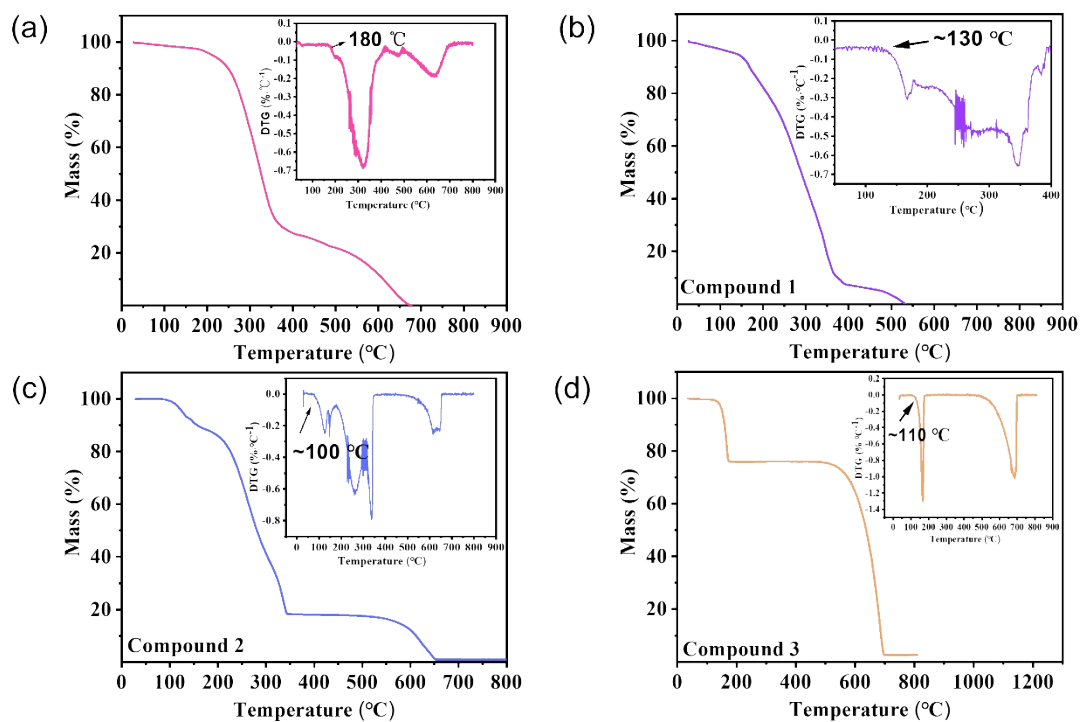 (a)
100
80
60
40
20
0 100 200 300 400 500 600 700 800 900
Mass (%)
Temperature (°C)
0.1
0.0
-0.1
-0.2
-0.3
-0.4
-0.5
-0.6
-0.7
100 200 300 400 500 600 700 800 900
DTG (%·℃⁻¹)
Temperature (°C)
180 ℃
(b)
100
80
60
40
20
0 100 200 300 400 500 600 700 800 900
Mass (%)
Temperature (°C)
Compound 1
0.1
0.0
-0.1
-0.2
-0.3
-0.4
-0.5
-0.6
-0.7
100 200 300 400
DTG (%·°C⁻¹)
Temperature (°C)
~130 °C
(c)
100
80
60
40
20
0 100 200 300 400 500 600 700 800
Mass (%)
Temperature (°C)
Compound 2
0.0
-0.2
-0.4
-0.6
-0.8
0 100 200 300 400 500 600 700 800 900
DTG (%·°C⁻¹)
Temperature (°C)
~100 °C
(d)
100
80
60
40
20
0 200 400 600 800 1000 1200
Mass (%)
Temperature (°C)
Compound 3
0.2
0.0
-0.2
-0.4
-0.6
-0.8
-1.0
-1.2
-1.4
0 100 200 300 400 500 600 700 800 900
DTG (%·°C⁻¹)
Temperature (°C)
~110 °C